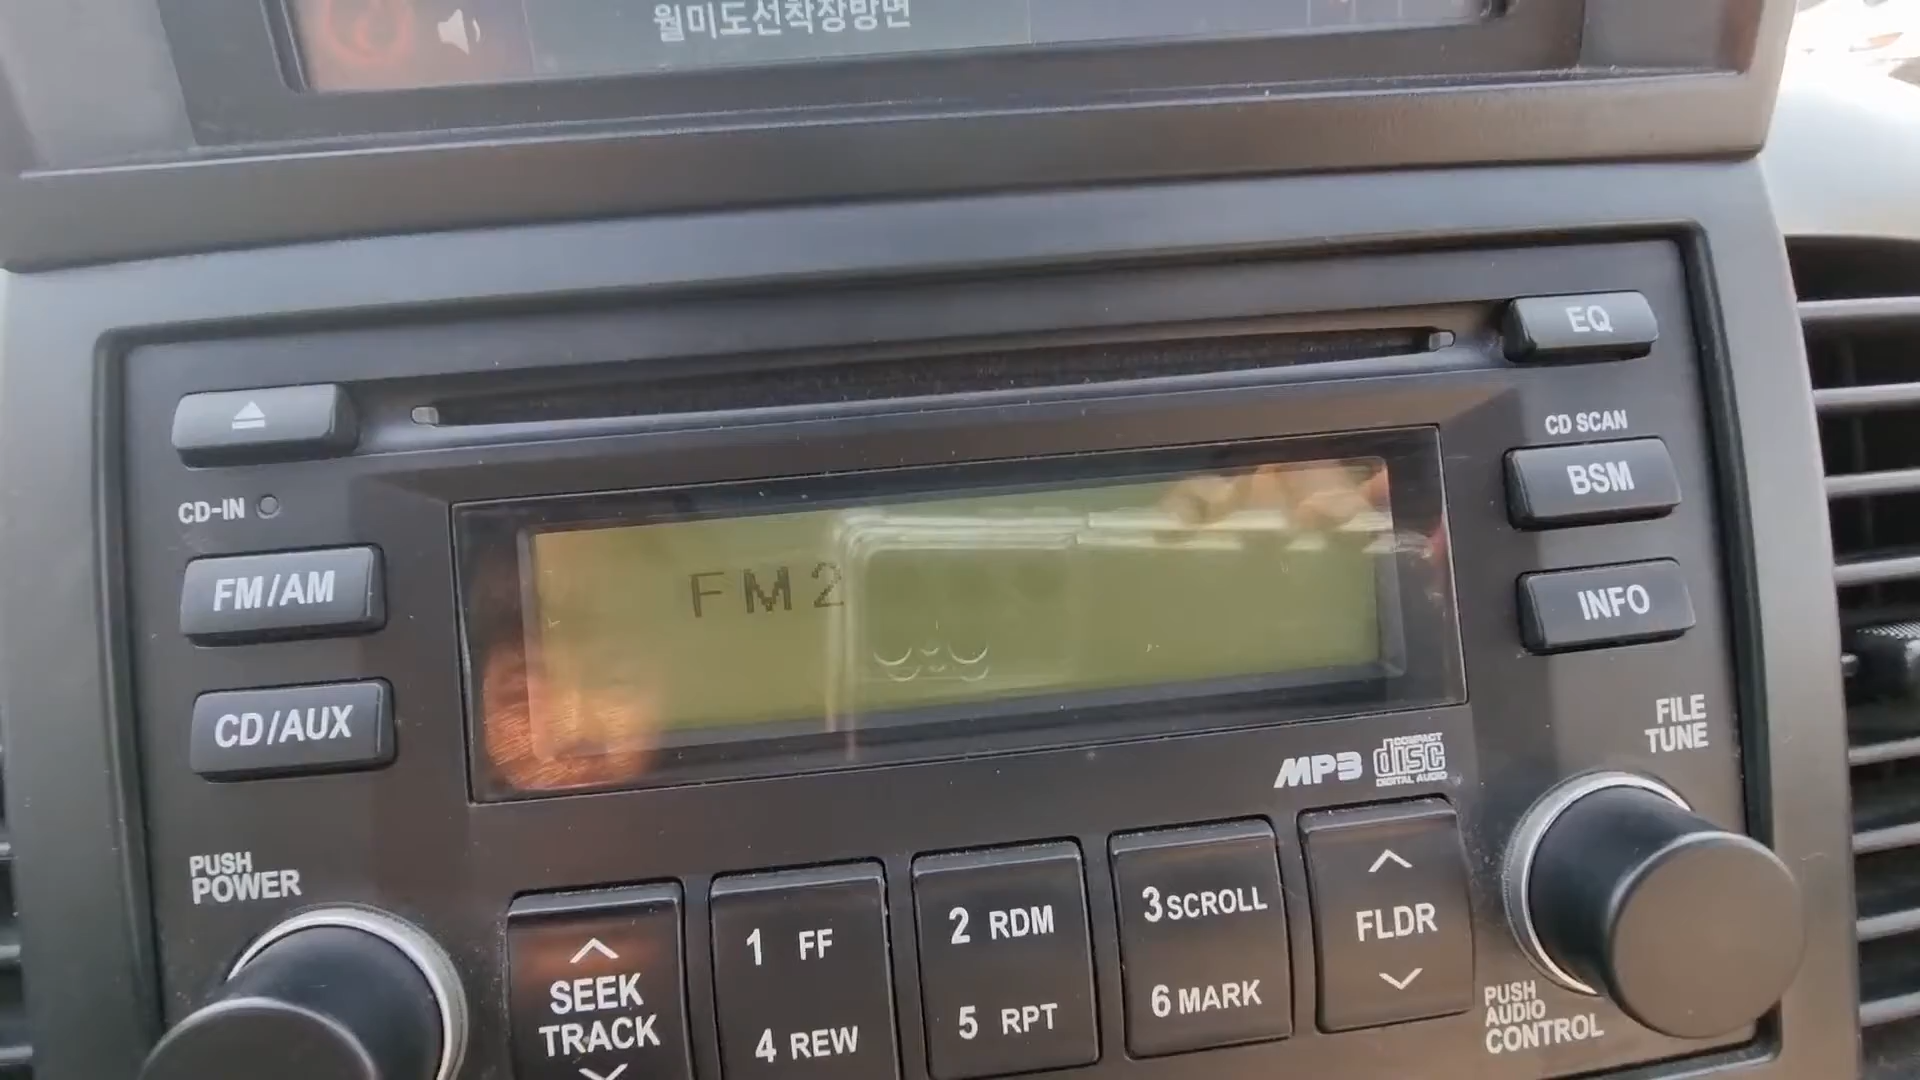 월미도선착장방면
EQ
CD SCAN
BSM
CD-IN
FM/AM
FM2
INFO
CD/AUX
FILE
TUNE
MP3
COMPACT
disc
DIGITAL AUDIO
PUSH
POWER
SEEK
TRACK
1 FF
4 REW
2 RDM
5 RPT
3 SCROLL
6 MARK
FLDR
PUSH
AUDIO
CONTROL